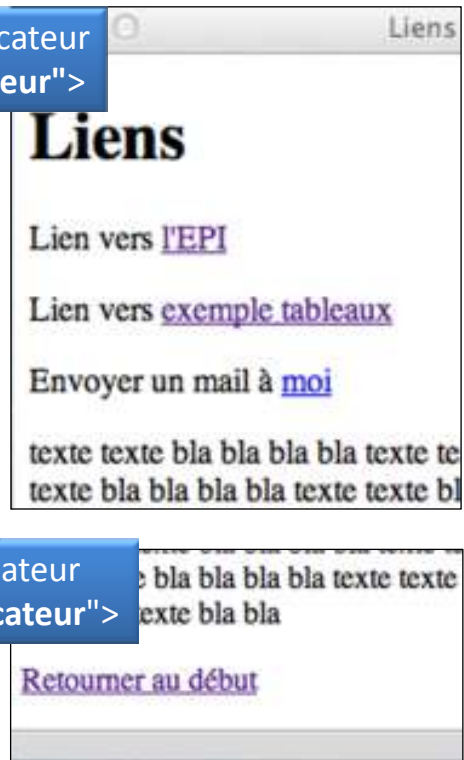 cateur
eur">
Liens
Liens
Lien vers l'EPI
Lien vers exemple tableaux
Envoyer un mail à moi
texte texte bla bla bla bla texte te
texte bla bla bla bla texte texte bl
ateur
cateur">
bla bla bla bla texte texte
exte bla bla
Retourner au début